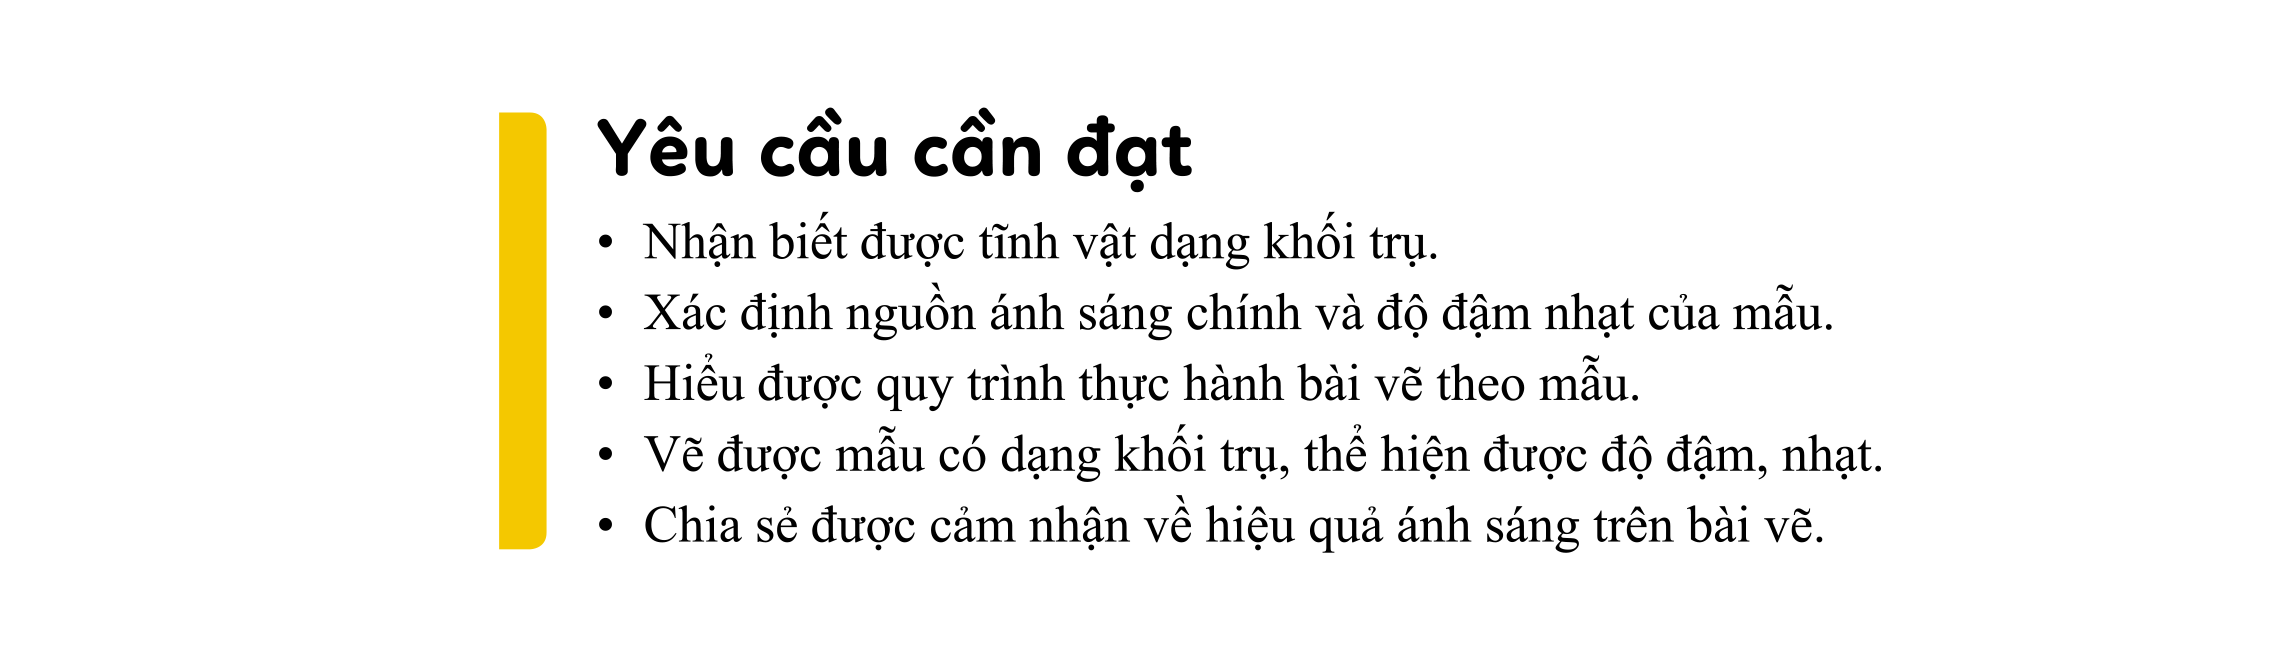 Yêu cầu cần đạt
• Nhận biết được tĩnh vật dạng khối trụ.
• Xác định nguồn ánh sáng chính và độ đậm nhạt của mẫu.
• Hiểu được quy trình thực hành bài vẽ theo mẫu.
• Vẽ được mẫu có dạng khối trụ, thể hiện được độ đậm, nhạt.
• Chia sẻ được cảm nhận về hiệu quả ánh sáng trên bài vẽ.